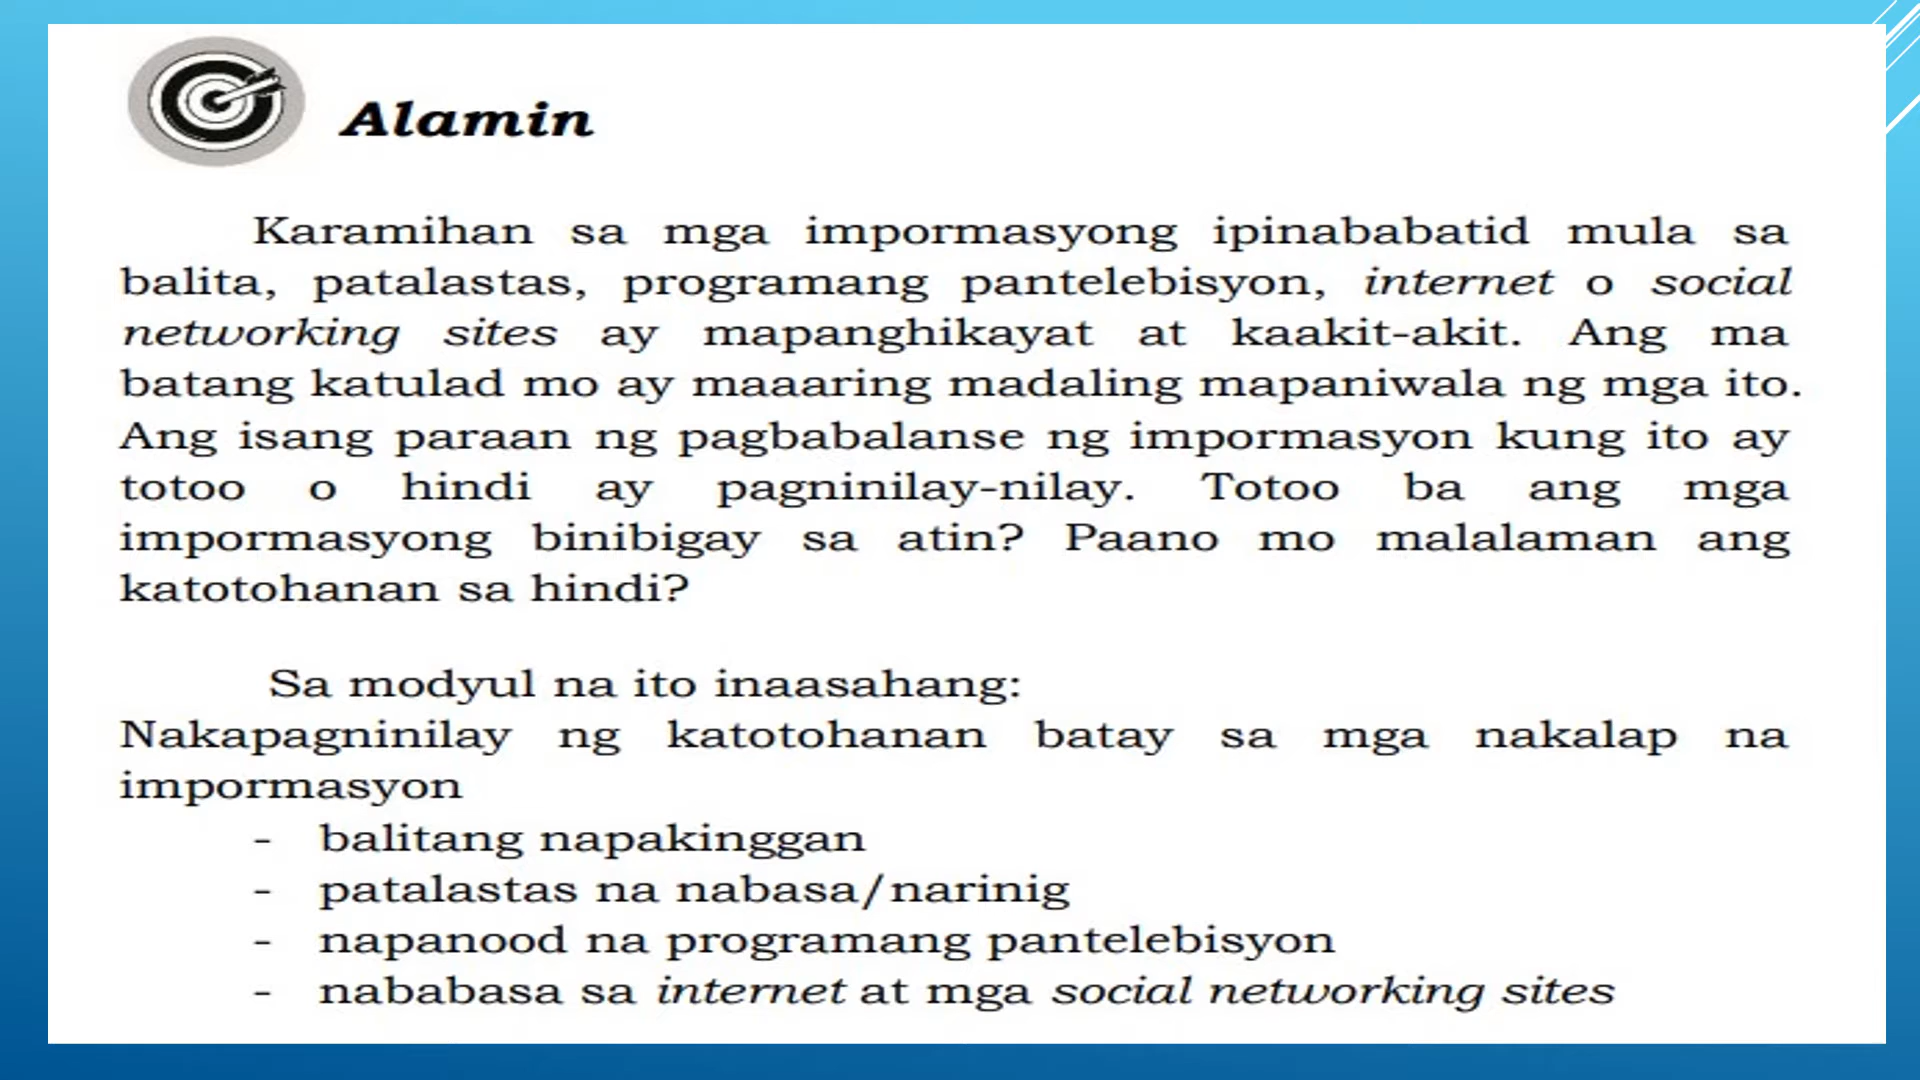 Alamin
Karamihan sa mga impormasyong ipinababatid mula sa
balita, patalastas, programang pantelebisyon, internet o social
networking sites ay mapanghikayat at kaakit-akit. Ang ma
batang katulad mo ay maaaring madaling mapaniwala ng mga ito.
Ang isang paraan ng pagbabalanse ng impormasyon kung ito ay
totoo o hindi ay pagninilay-nilay. Totoo ba ang mga
impormasyong binibigay sa atin? Paano mo malalaman ang
katotohanan sa hindi?
Sa modyul na ito inaasahang:
Nakapagninilay ng katotohanan batay sa mga nakalap na
impormasyon
- balitang napakinggan
- patalastas na nabasa/narinig
- napanood na programang pantelebisyon
- nababasa sa internet at mga social networking sites